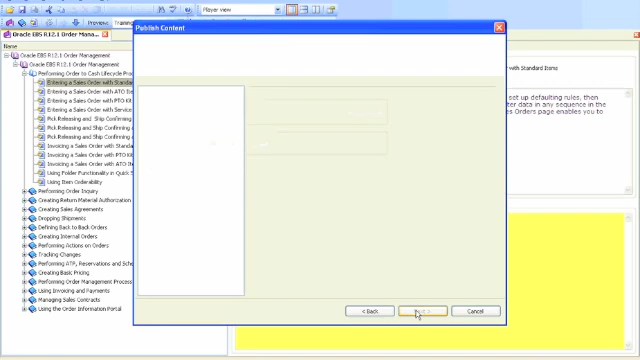 Player view
Preview: Training
Oracle EBS R12.1 Order Mana...
Publish Content
Name
Oracle EBS R12.1 Order Management
Oracle EBS R12.1 Order Management
with Standard Items
Performing Order to Cash Lifecycle Proc
Entering a Sales Order with Standa
Entering a Sales Order with ATO It
Entering a Sales Order with PTO Kit
Entering a Sales Order with Service
Pick Releasing and Ship Confirming
Pick Releasing and Ship Confirming
Pick Releasing and Ship Confirming
Invoicing a Sales Order with Standa
Invoicing a Sales Order with PTO Ki
Invoicing a Sales Order with ATO It
Using Folder Functionality in Quick S
Using Item Orderability
set up defaulting rules, then
ter data in any sequence in the
s Orders page enables you to
Performing Order Inquiry
Creating Return Material Authorization
Creating Sales Agreements
Dropping Shipments
Defining Back to Back Orders
Creating Internal Orders
Performing Actions on Orders
Tracking Changes
Performing ATP, Reservations and Sche
Creating Basic Pricing
Performing Order Management Process
Using Invoicing and Payments
Managing Sales Contracts
Using the Order Information Portal
< Back
Next >
Cancel